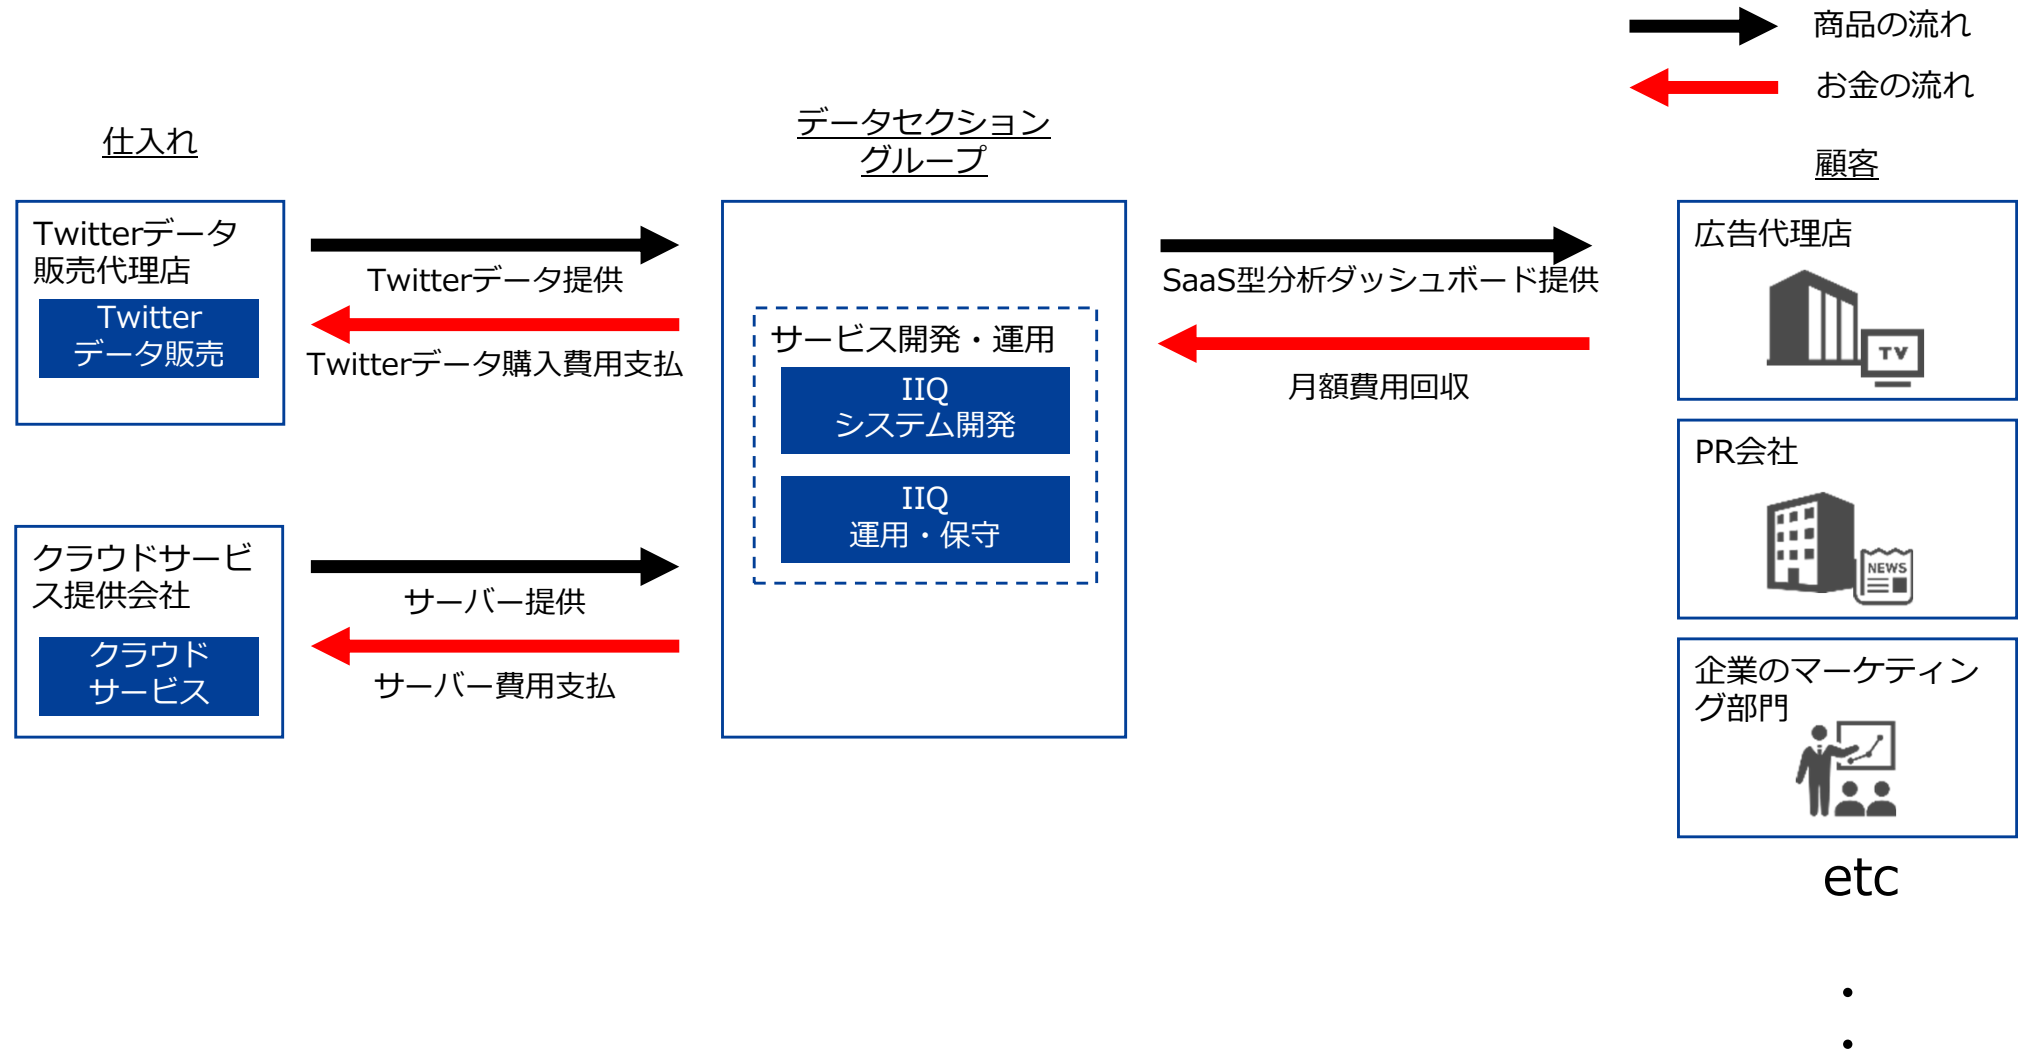 商品の流れ
お金の流れ
仕入れ
データセクション
グループ
顧客
Twitterデータ
販売代理店
Twitter
データ販売
Twitterデータ提供
Twitterデータ購入費用支払
クラウドサービ
ス提供会社
クラウド
サービス
サーバー提供
サーバー費用支払
サービス開発・運用
IIQ
システム開発
IIQ
運用・保守
SaaS型分析ダッシュボード提供
月額費用回収
広告代理店
TV
PR会社
NEWS
企業のマーケティン
グ部門
etc
・
・